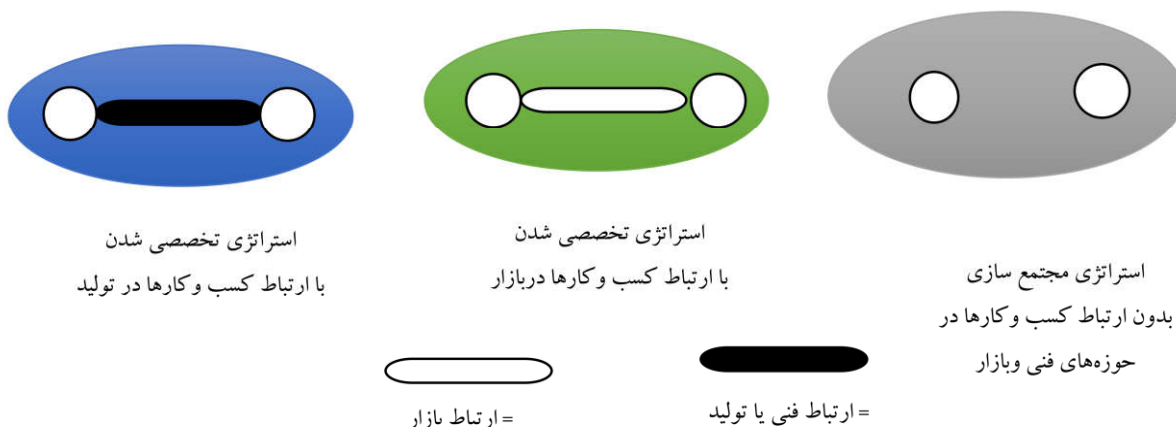 استراتژی تخصصی شدن
با ارتباط کسب وکارها در تولید
استراتژی تخصصی شدن
با ارتباط کسب وکارها دربازار
استراتژی مجتمع سازی
بدون ارتباط کسب وکارها در
حوزه‌های فنی وبازار
= ارتباط بازار
= ارتباط فنی یا تولید